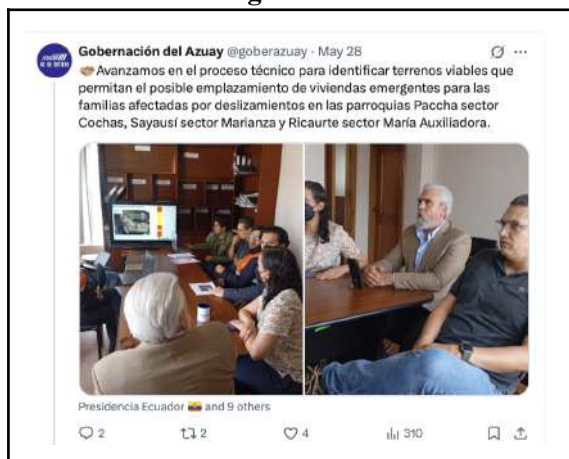 Gobernación del Azuay @goberazuay · May 28
🤝Avanzamos en el proceso técnico para identificar terrenos viables que
permitan el posible emplazamiento de viviendas emergentes para las
familias afectadas por deslizamientos en las parroquias Paccha sector
Cochas, Sayausí sector Marianza y Ricaurte sector María Auxiliadora.
Presidencia Ecuador 🇪🇨 and 9 others
2 2 4 310